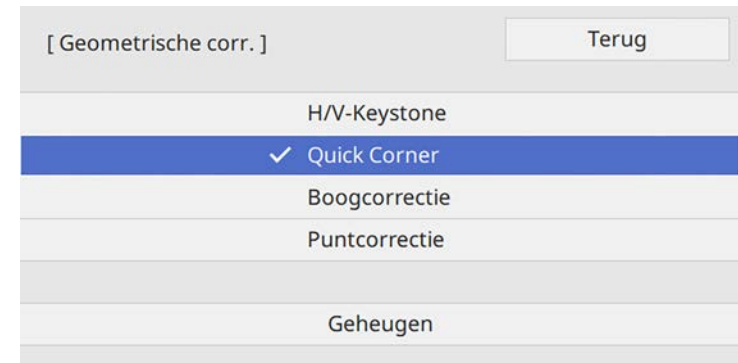 [ Geometrische corr. ]
Terug
H/V-Keystone
✓ Quick Corner
Boogcorrectie
Puntcorrectie
Geheugen